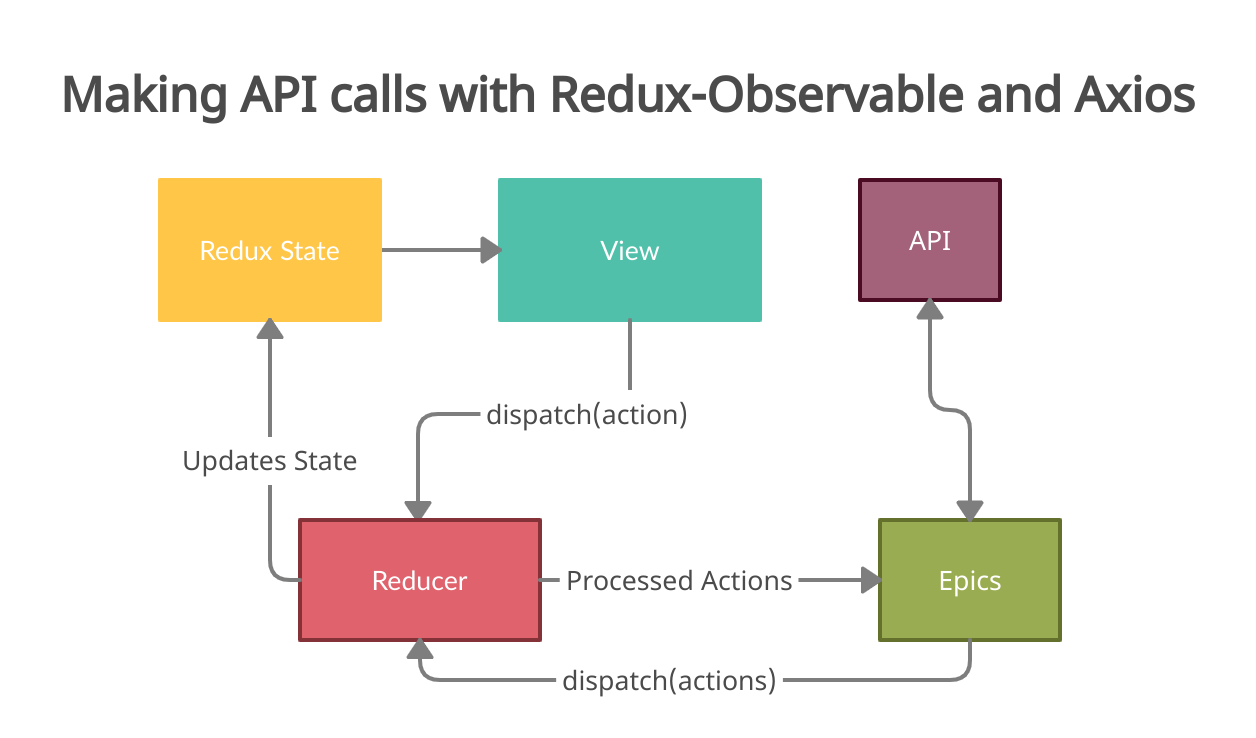 Making API calls with Redux-Observable and Axios
Redux State
View
API
dispatch(action)
Updates State
Reducer
Processed Actions
Epics
dispatch(actions)